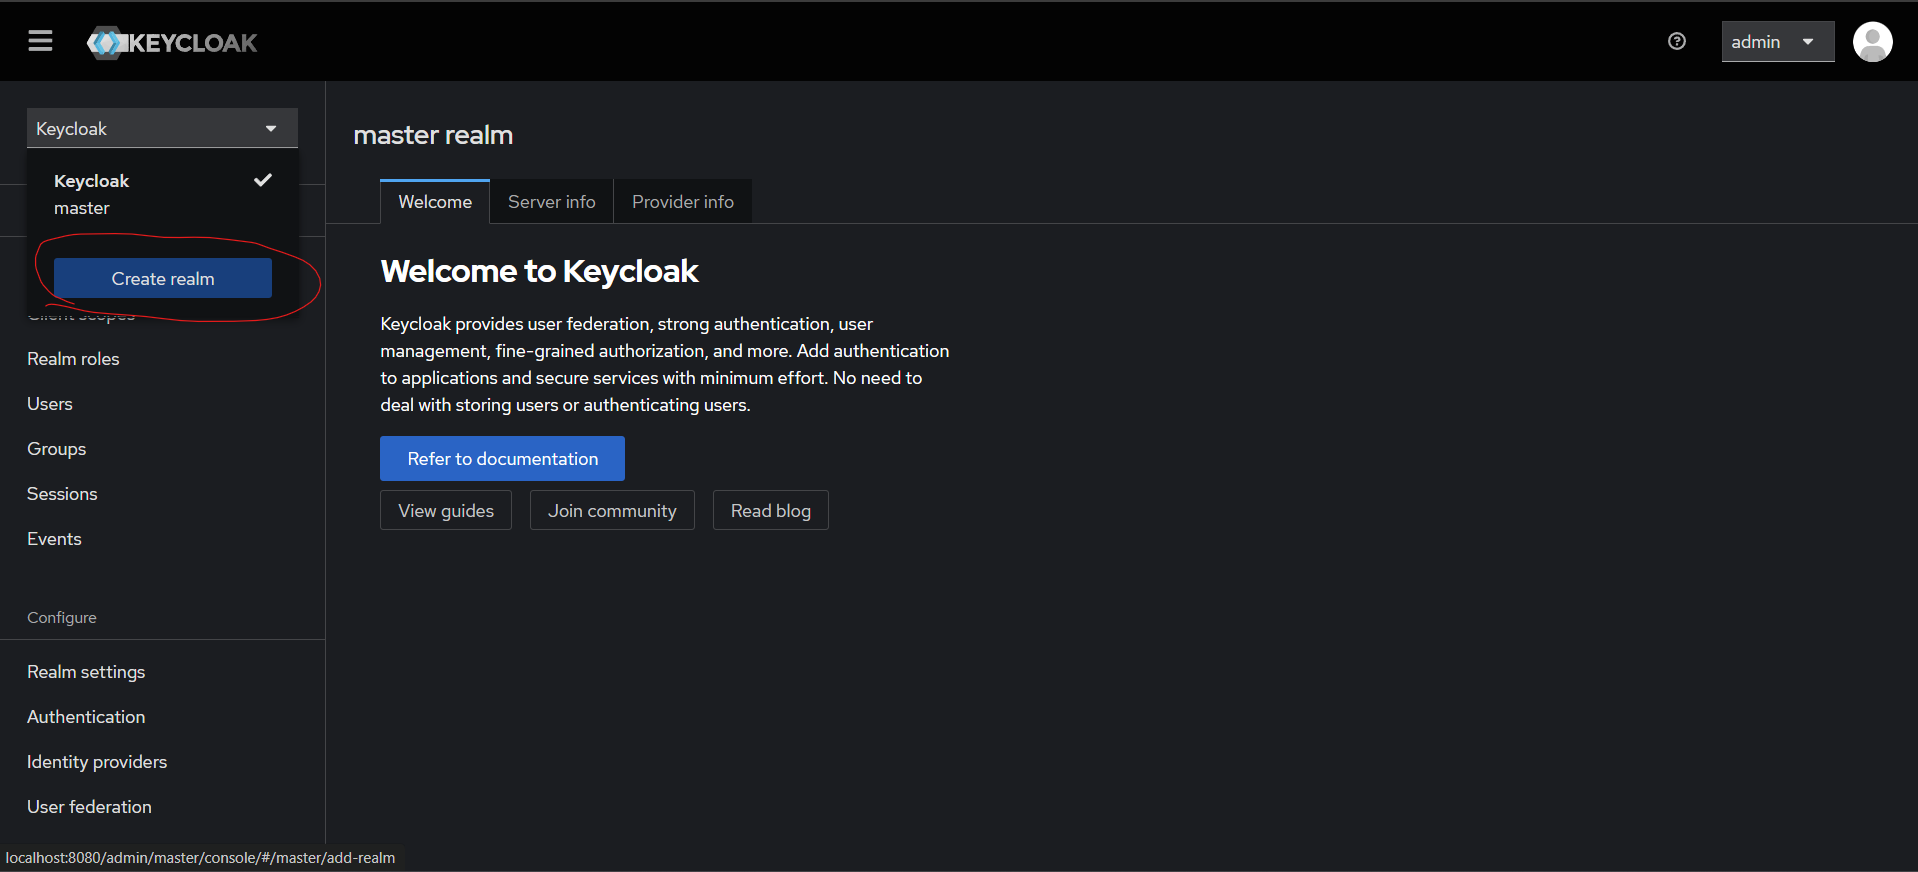 KEYCLOAK
admin
Keycloak
Keycloak
master
Create realm
Client scopes
Realm roles
Users
Groups
Sessions
Events
Configure
Realm settings
Authentication
Identity providers
User federation
master realm
Welcome Server info Provider info
Welcome to Keycloak
Keycloak provides user federation, strong authentication, user
management, fine-grained authorization, and more. Add authentication
to applications and secure services with minimum effort. No need to
deal with storing users or authenticating users.
Refer to documentation
View guides Join community Read blog
localhost:8080/admin/master/console/#/master/add-realm